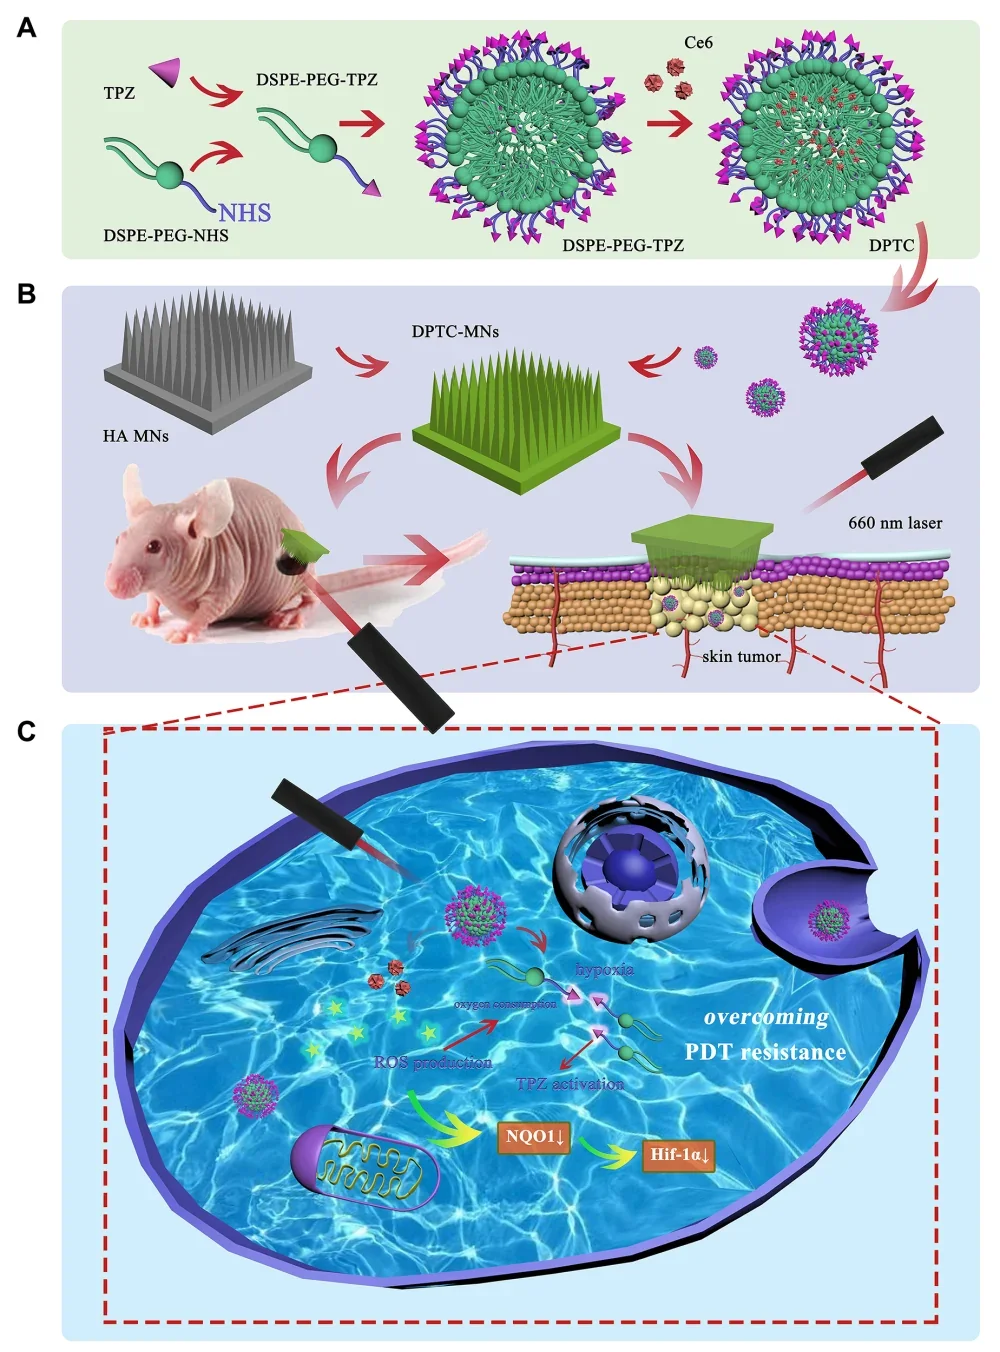 A
TPZ
DSPE-PEG-TPZ
Ce6
NHS
DSPE-PEG-NHS
DSPE-PEG-TPZ
DPTC
B
DPTC-MNs
HA MNs
660 nm laser
skin tumor
C
hypoxia
oxygen consumption
overcoming
PDT resistance
ROS production
TPZ activation
NQO1↓
Hif-1α↓